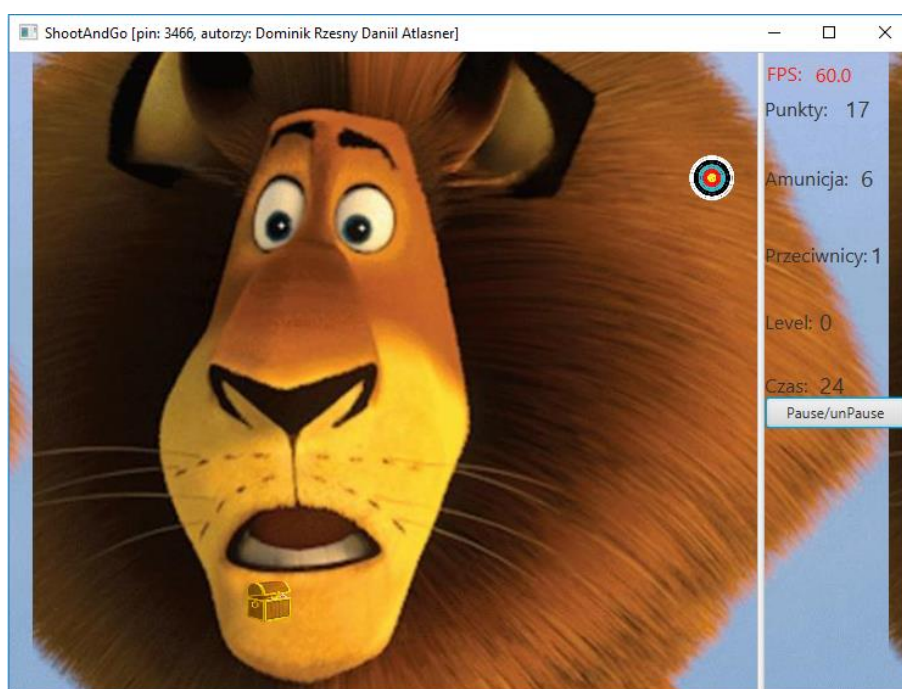 ShootAndGo [pin: 3466, autorzy: Dominik Rzesny Daniil Atlasner]
FPS: 60.0
Punkty: 17
Amunicja: 6
Przeciwnicy: 1
Level: 0
Czas: 24
Pause/unPause